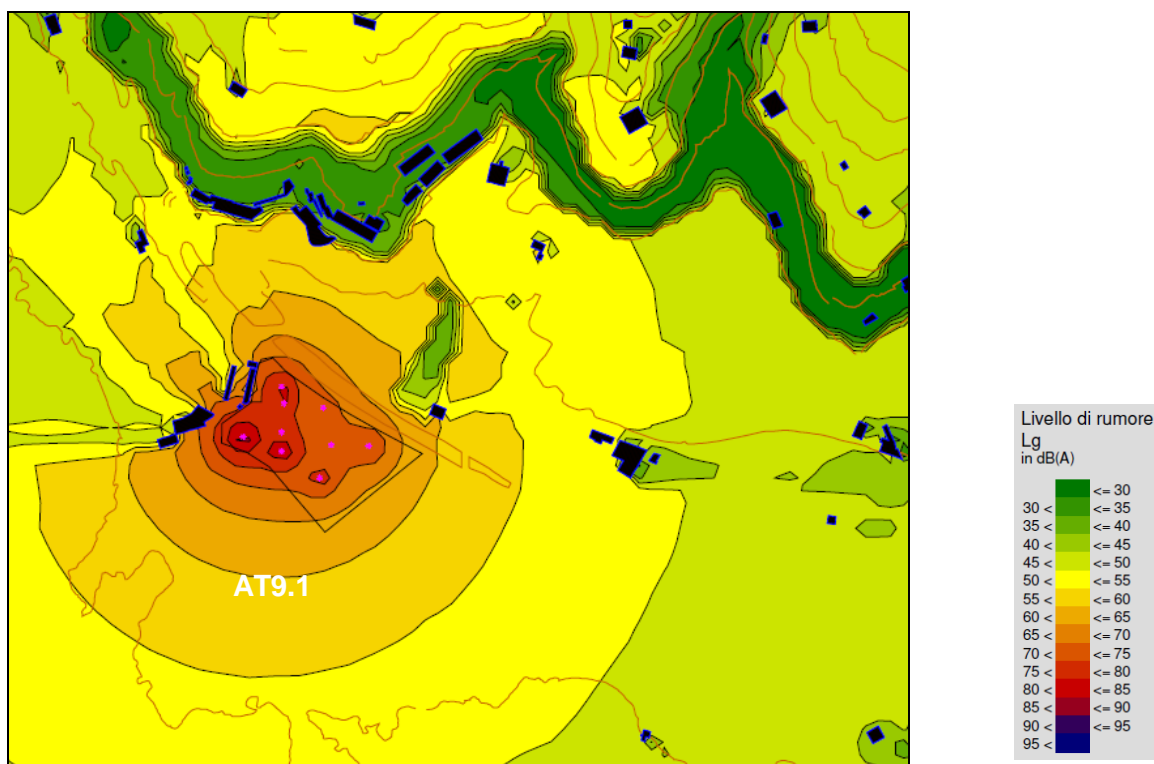 AT9.1
Livello di rumore
Lg
in dB(A)
<= 30
30 < <= 35
35 < <= 40
40 < <= 45
45 < <= 50
50 < <= 55
55 < <= 60
60 < <= 65
65 < <= 70
70 < <= 75
75 < <= 80
80 < <= 85
85 < <= 90
90 < <= 95
95 <